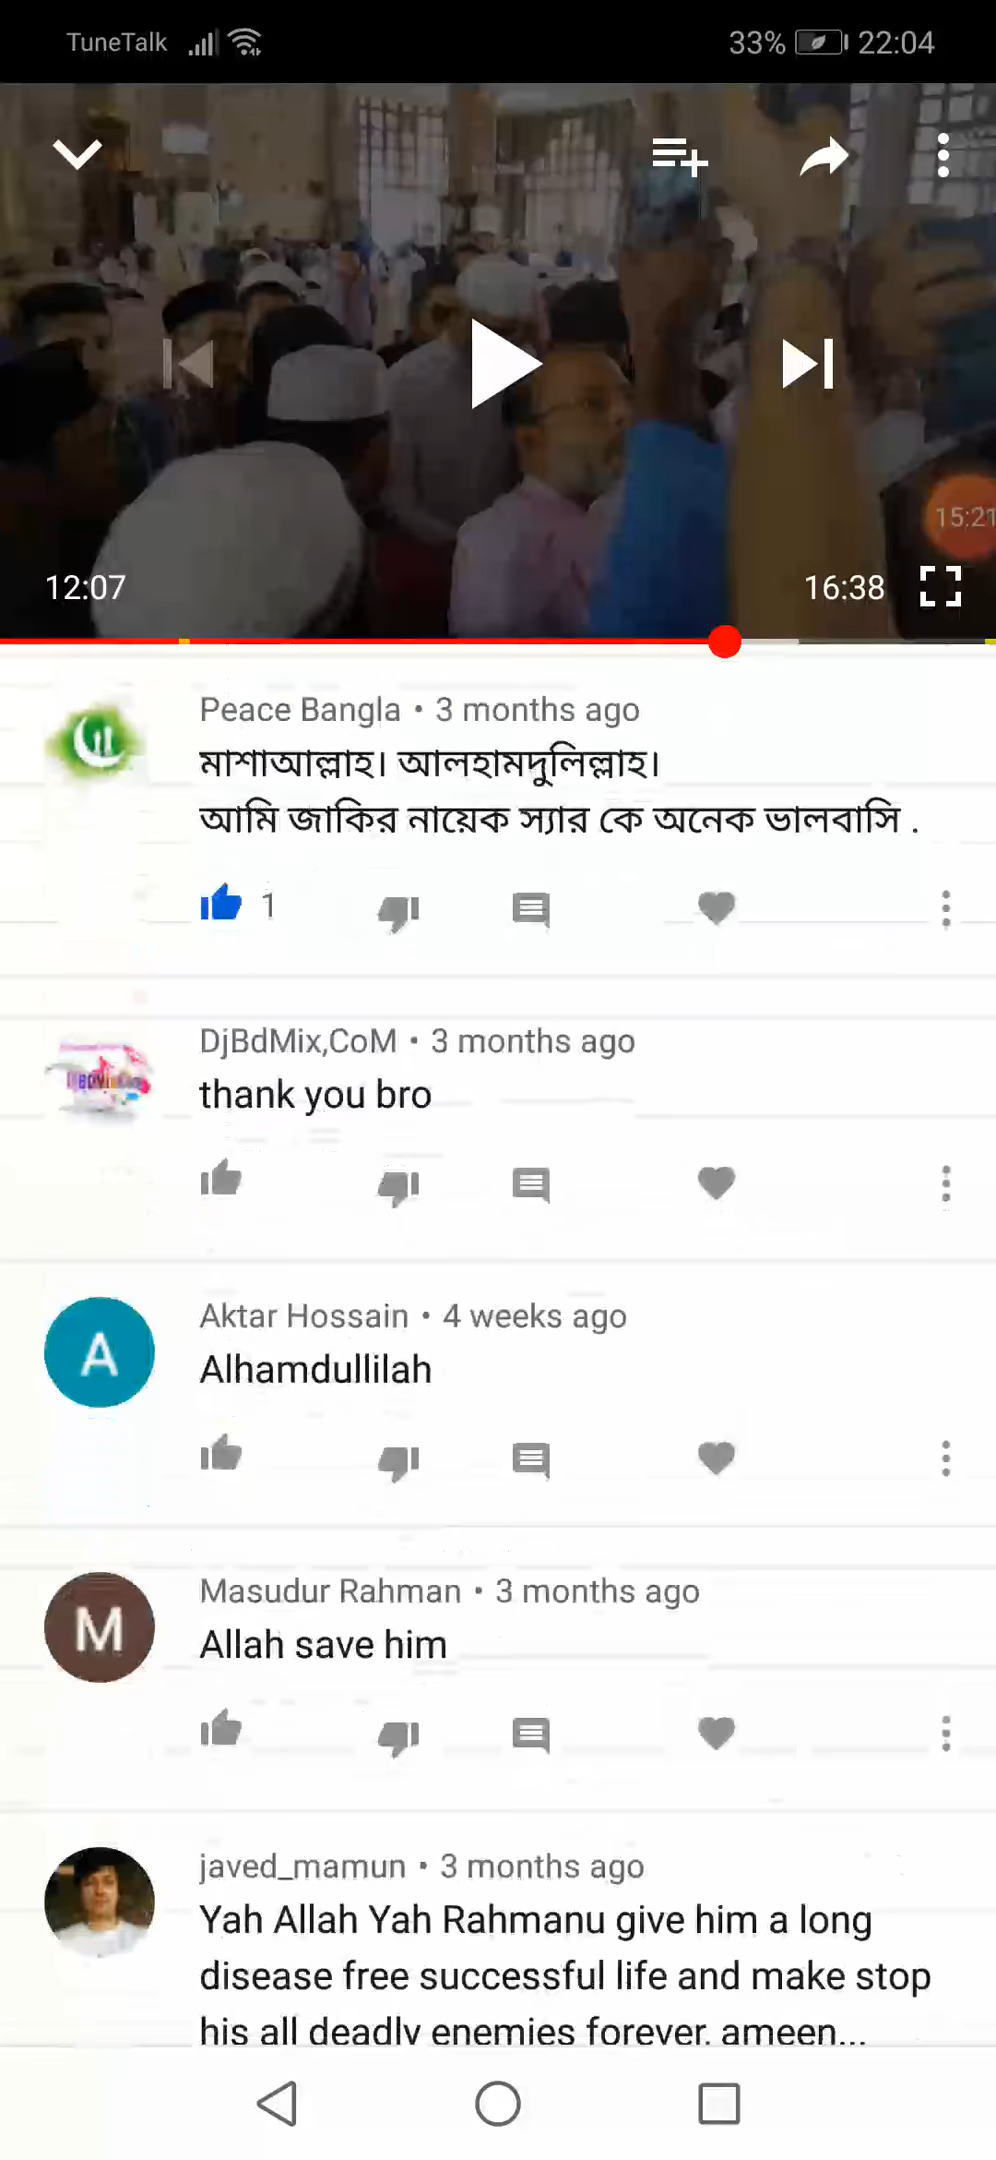 TuneTalk 33% 22:04
15:21
12:07 16:38
Peace Bangla • 3 months ago
মাশাআল্লাহ। আলহামদুলিল্লাহ।
আমি জাকির নায়েক স্যার কে অনেক ভালবাসি .
1
DjBdMix,CoM • 3 months ago
thank you bro
A
Aktar Hossain • 4 weeks ago
Alhamdullilah
M
Masudur Rahman • 3 months ago
Allah save him
javed_mamun • 3 months ago
Yah Allah Yah Rahmanu give him a long
disease free successful life and make stop
his all deadly enemies forever. ameen...